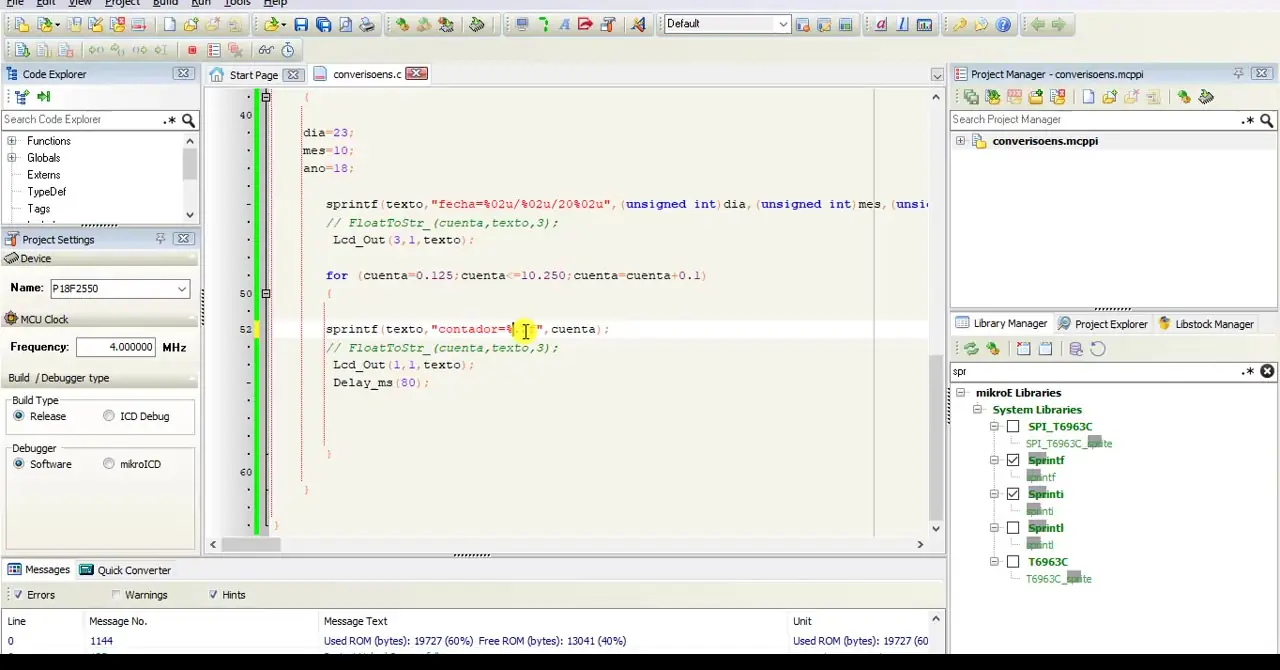 File Edit View Project Build Run Tools Help
Default
Code Explorer
Start Page
converisoens.c
Project Manager - converisoens.mcppi
Search Code Explorer
Search Project Manager
Functions
Globals
Externs
TypeDef
Tags
converisoens.mcppi
Project Settings
Device
Name: P18F2550
MCU Clock
Frequency: 4.000000 MHz
Build / Debugger type
Build Type
Release
ICD Debug
Debugger
Software
mikroICD
{
40
dia=23;
mes=10;
ano=18;
sprintf(texto,"fecha=%02u/%02u/20%02u",(unsigned int)dia,(unsigned int)mes,(unsi
// FloatToStr_(cuenta,texto,3);
Lcd_Out(3,1,texto);
for (cuenta=0.125;cuenta<=10.250;cuenta=cuenta+0.1)
50
{
52
sprintf(texto,"contador=% ",cuenta);
// FloatToStr_(cuenta,texto,3);
Lcd_Out(1,1,texto);
Delay_ms(80);
}
60
}
}
Library Manager
Project Explorer
Libstock Manager
spr
mikroE Libraries
System Libraries
SPI_T6963C
SPI_T6963C_sprite
Sprintf
sprintf
Sprinti
sprinti
Sprintl
sprintl
T6963C
T6963C_sprite
Messages
Quick Converter
Errors
Warnings
Hints
Line
Message No.
Message Text
Unit
0
1144
Used ROM (bytes): 19727 (60%) Free ROM (bytes): 13041 (40%)
Used ROM (bytes): 19727 (60